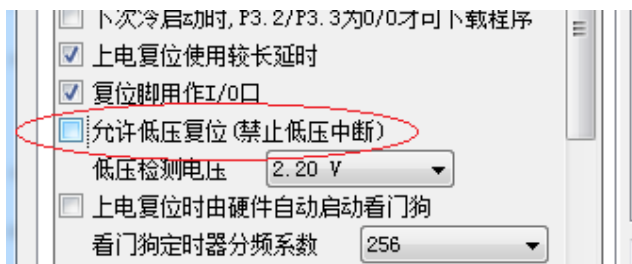 下次冷启动时,P3.2/P3.3为0/0才可下载程序
上电复位使用较长延时
复位脚用作I/O口
允许低压复位(禁止低压中断)
低压检测电压 2.20 V
上电复位时由硬件自动启动看门狗
看门狗定时器分频系数 256